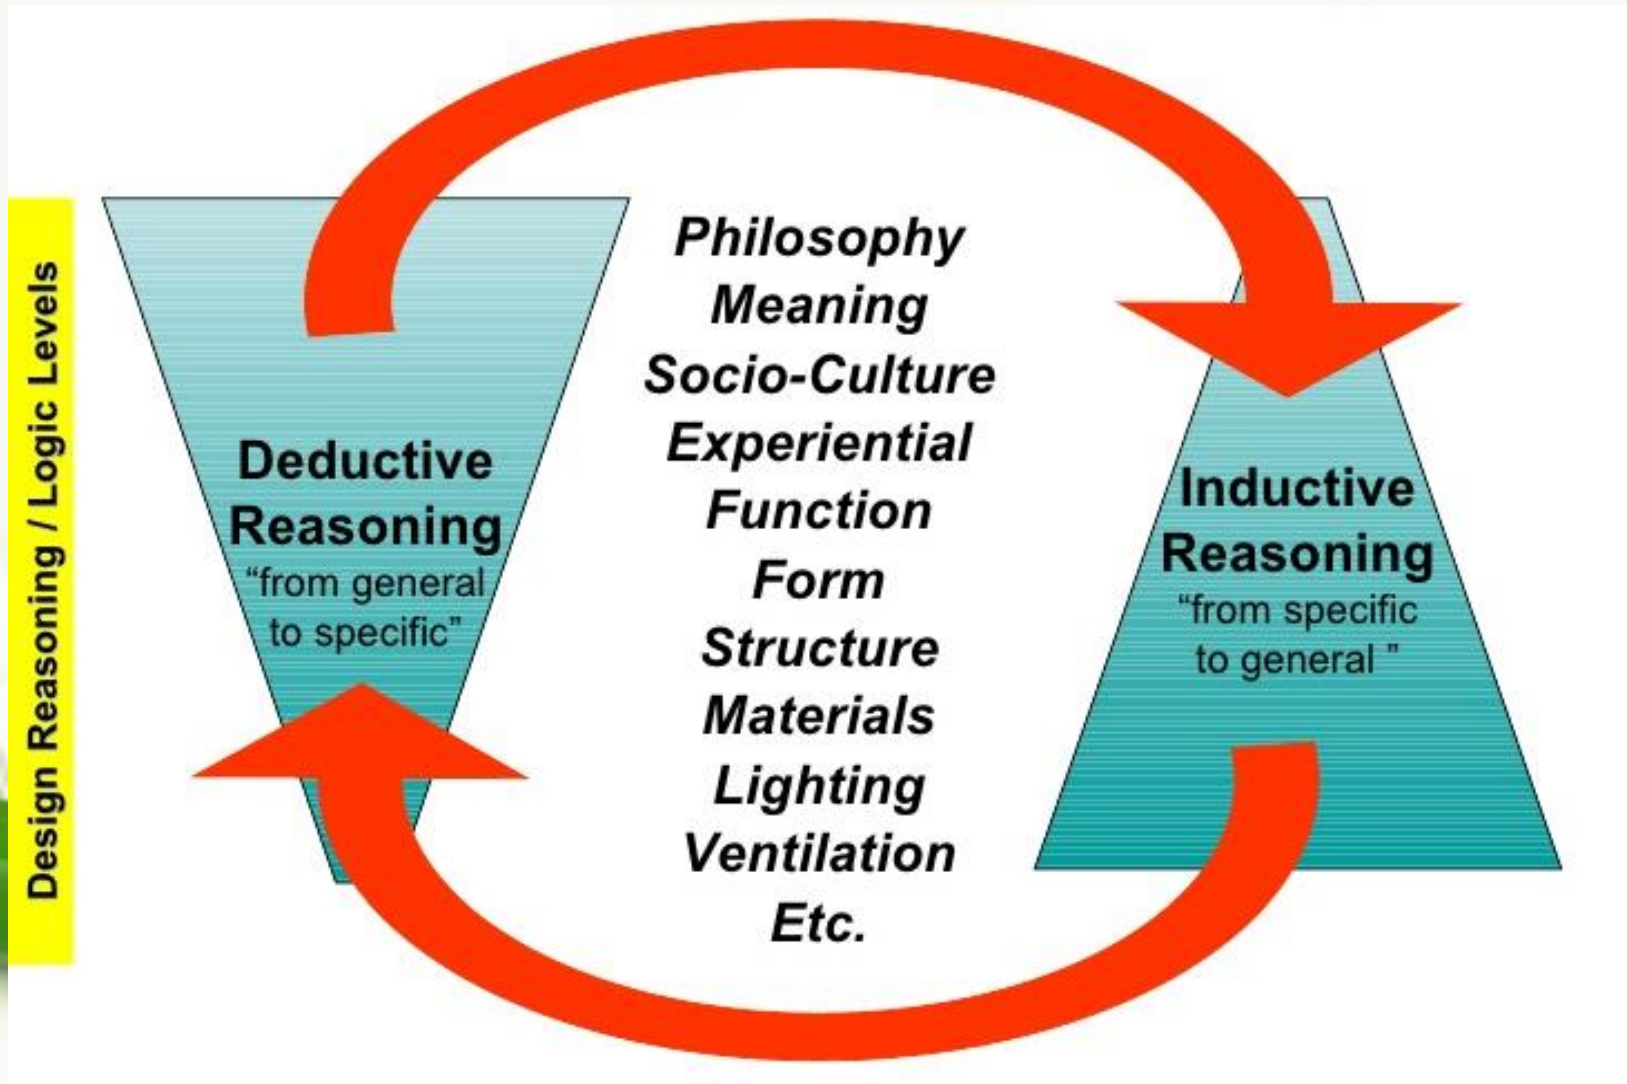 Design Reasoning / Logic Levels
Deductive
Reasoning
“from general
to specific”
Philosophy
Meaning
Socio-Culture
Experiential
Function
Form
Structure
Materials
Lighting
Ventilation
Etc.
Inductive
Reasoning
“from specific
to general ”